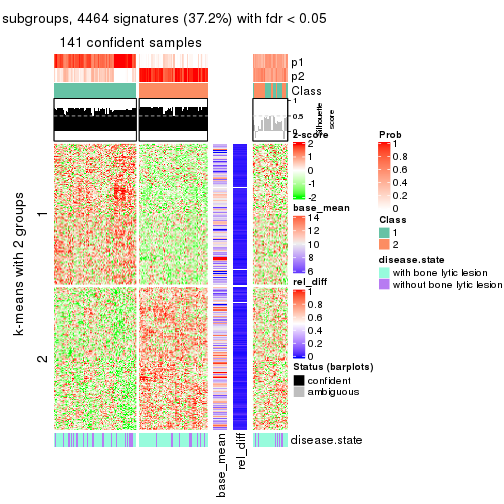 subgroups, 4464 signatures (37.2%) with fdr < 0.05
141 confident samples
p1
p2
Class
1
0.5
0
Silhouette
score
z-score
2
1
0
-1
-2
base_mean
14
12
10
8
6
rel_diff
1
0.8
0.6
0.4
0.2
0
Status (barplots)
confident
ambiguous
Prob
1
0.8
0.6
0.4
0.2
0
Class
1
2
disease.state
with bone lytic lesion
without bone lytic lesion
k-means with 2 groups
1
2
disease.state
base_mean
rel_diff